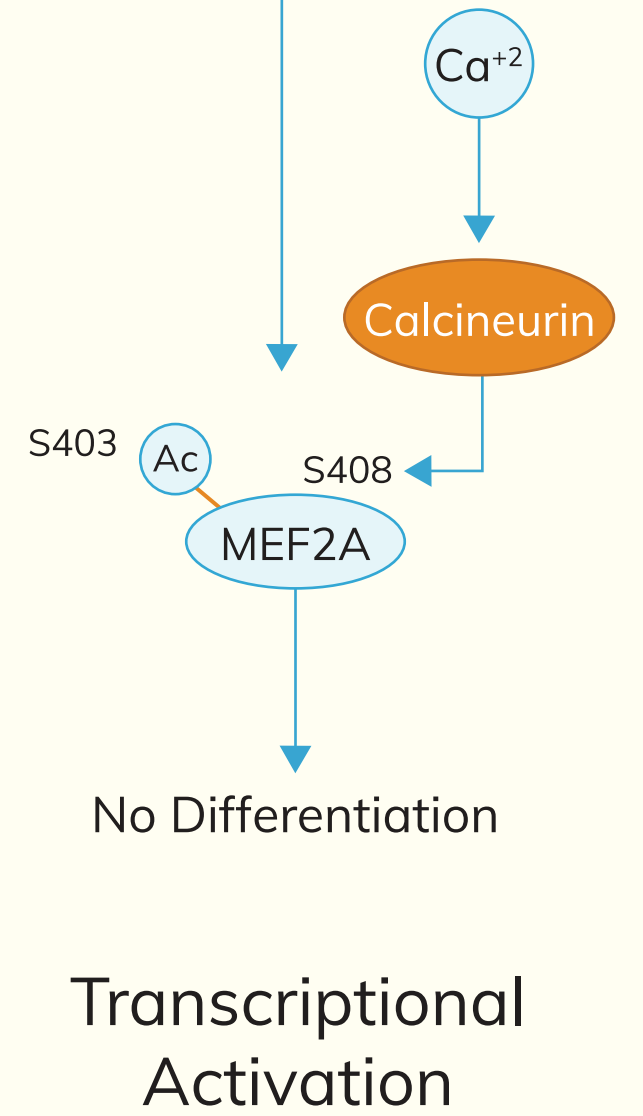 Ca⁺²
Calcineurin
S403
Ac
S408
MEF2A
No Differentiation
Transcriptional
Activation